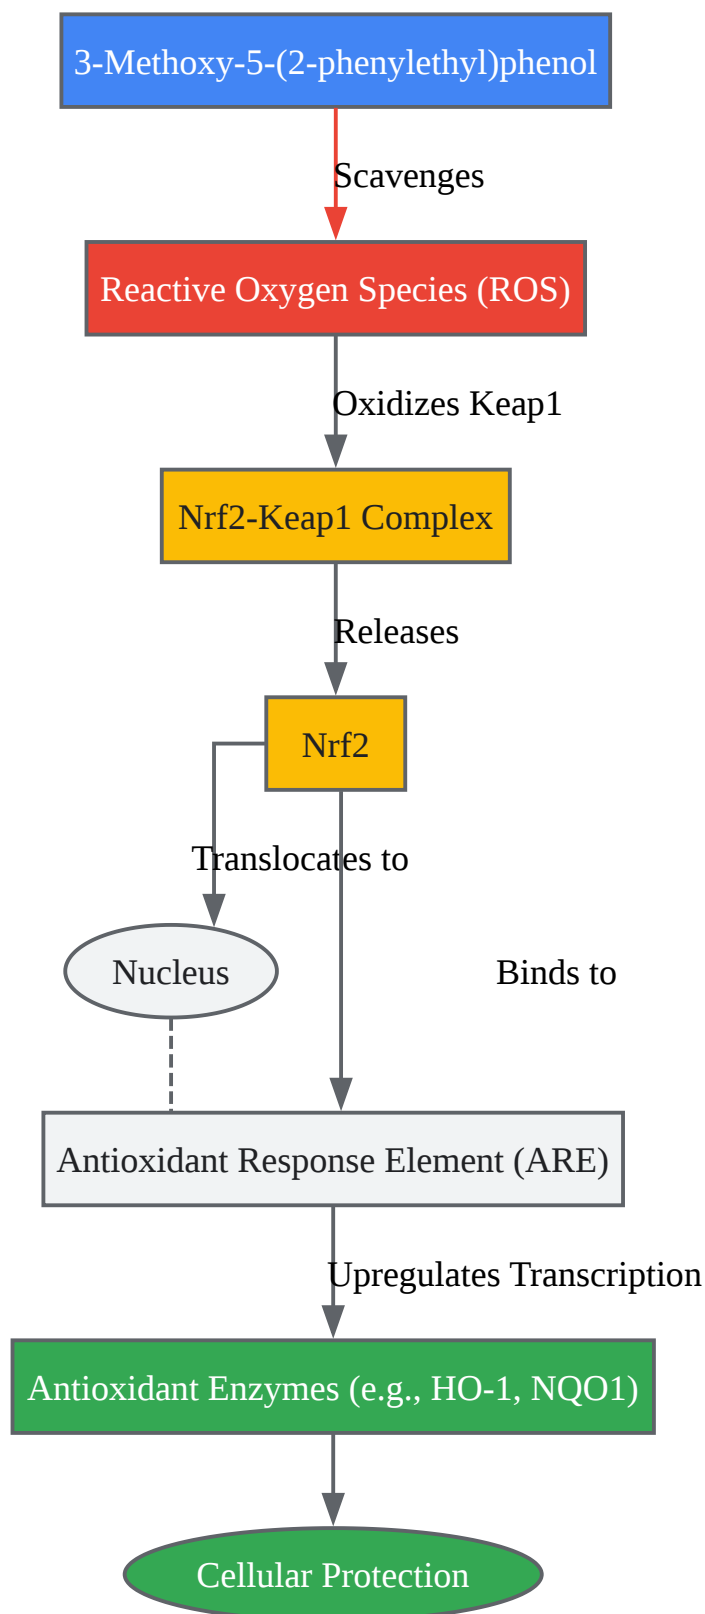 3-Methoxy-5-(2-phenylethyl)phenol
Scavenges
Reactive Oxygen Species (ROS)
Oxidizes Keap1
Nrf2-Keap1 Complex
Releases
Nrf2
Translocates to
Nucleus
Binds to
Antioxidant Response Element (ARE)
Upregulates Transcription
Antioxidant Enzymes (e.g., HO-1, NQO1)
Cellular Protection